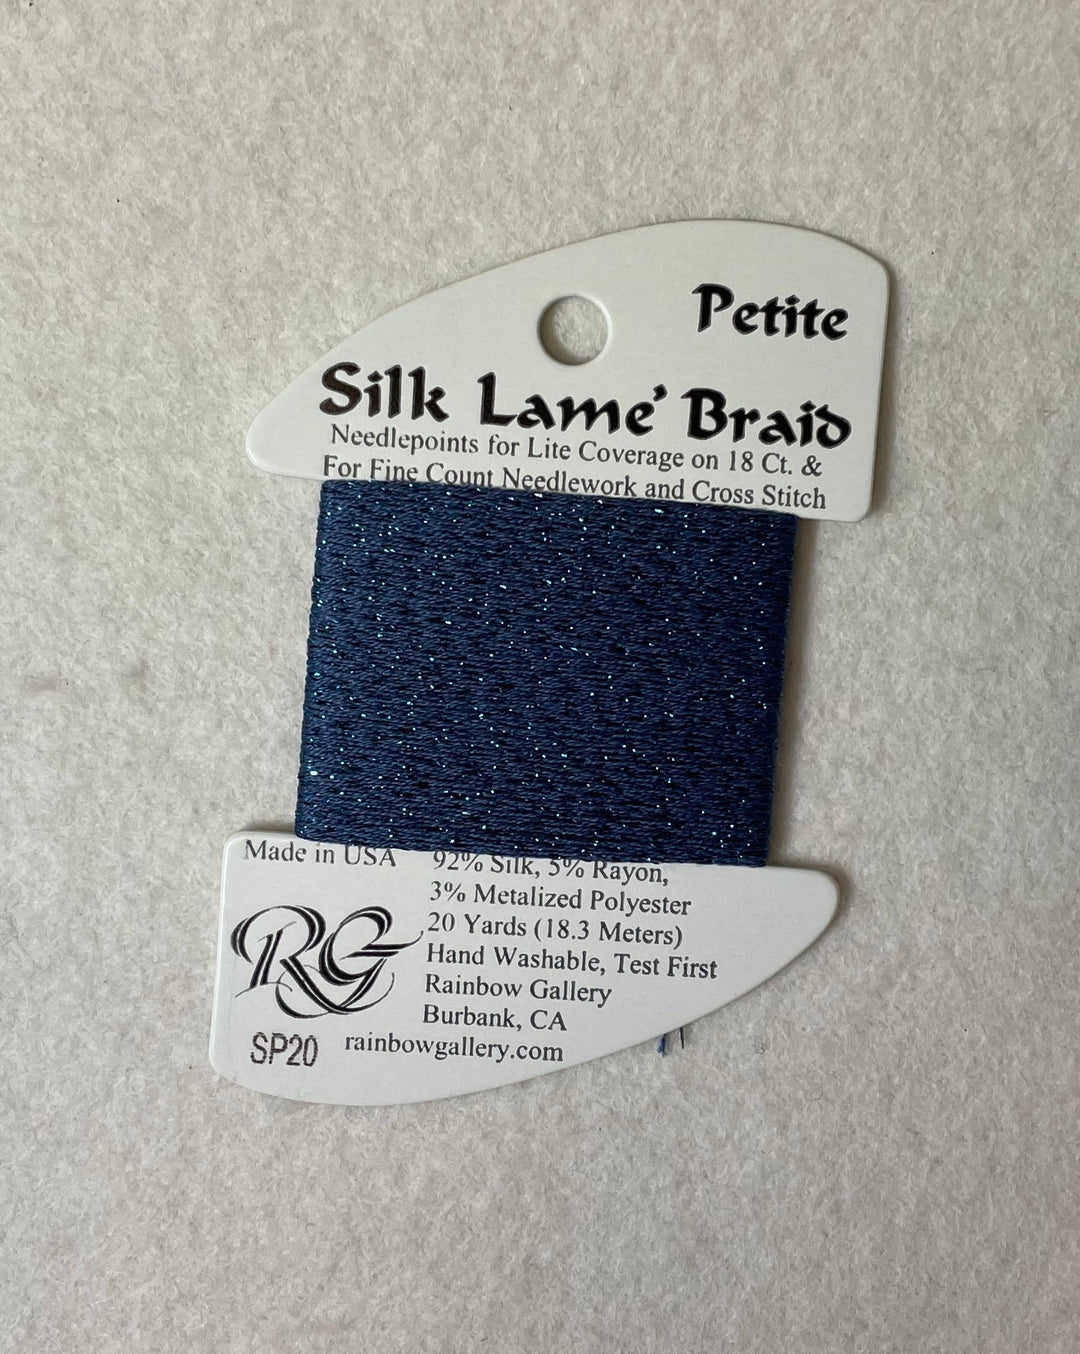 Petite
Silk Lame' Braid
Needlepoints for Lite Coverage on 18 Ct. &
For Fine Count Needlework and Cross Stitch
Made in USA
92% Silk, 5% Rayon,
3% Metalized Polyester
20 Yards (18.3 Meters)
Hand Washable, Test First
Rainbow Gallery
Burbank, CA
rainbowgallery.com
RG
SP20